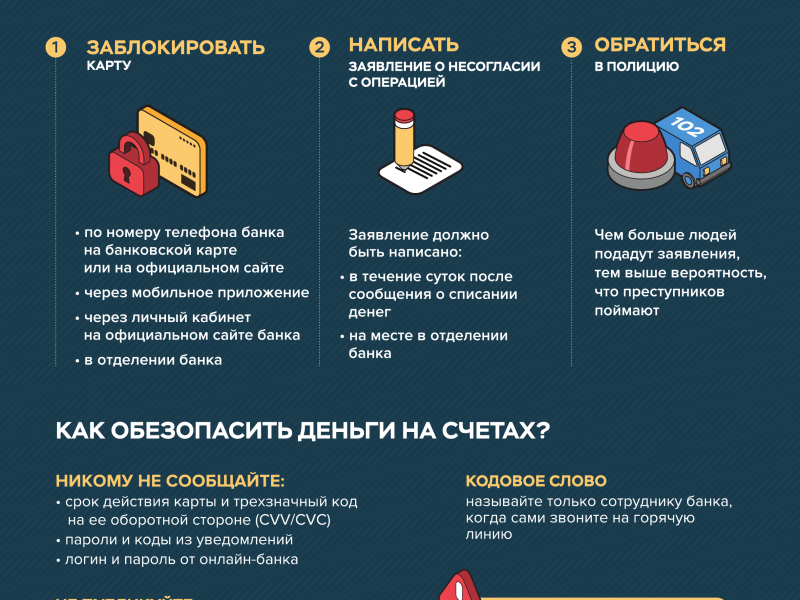 1 ЗАБЛОКИРОВАТЬ
КАРТУ
• по номеру телефона банка
на банковской карте
или на официальном сайте
• через мобильное приложение
• через личный кабинет
на официальном сайте банка
• в отделении банка
2 НАПИСАТЬ
ЗАЯВЛЕНИЕ О НЕСОГЛАСИИ
С ОПЕРАЦИЕЙ
Заявление должно
быть написано:
• в течение суток после
сообщения о списании
денег
• на месте в отделении
банка
3 ОБРАТИТЬСЯ
В ПОЛИЦИЮ
102
Чем больше людей
подадут заявления,
тем выше вероятность,
что преступников
поймают
КАК ОБЕЗОПАСИТЬ ДЕНЬГИ НА СЧЕТАХ?
НИКОМУ НЕ СООБЩАЙТЕ:
• срок действия карты и трехзначный код
на ее оборотной стороне (CVV/CVC)
• пароли и коды из уведомлений
• логин и пароль от онлайн-банка
КОДОВОЕ СЛОВО
называйте только сотруднику банка,
когда сами звоните на горячую
линию